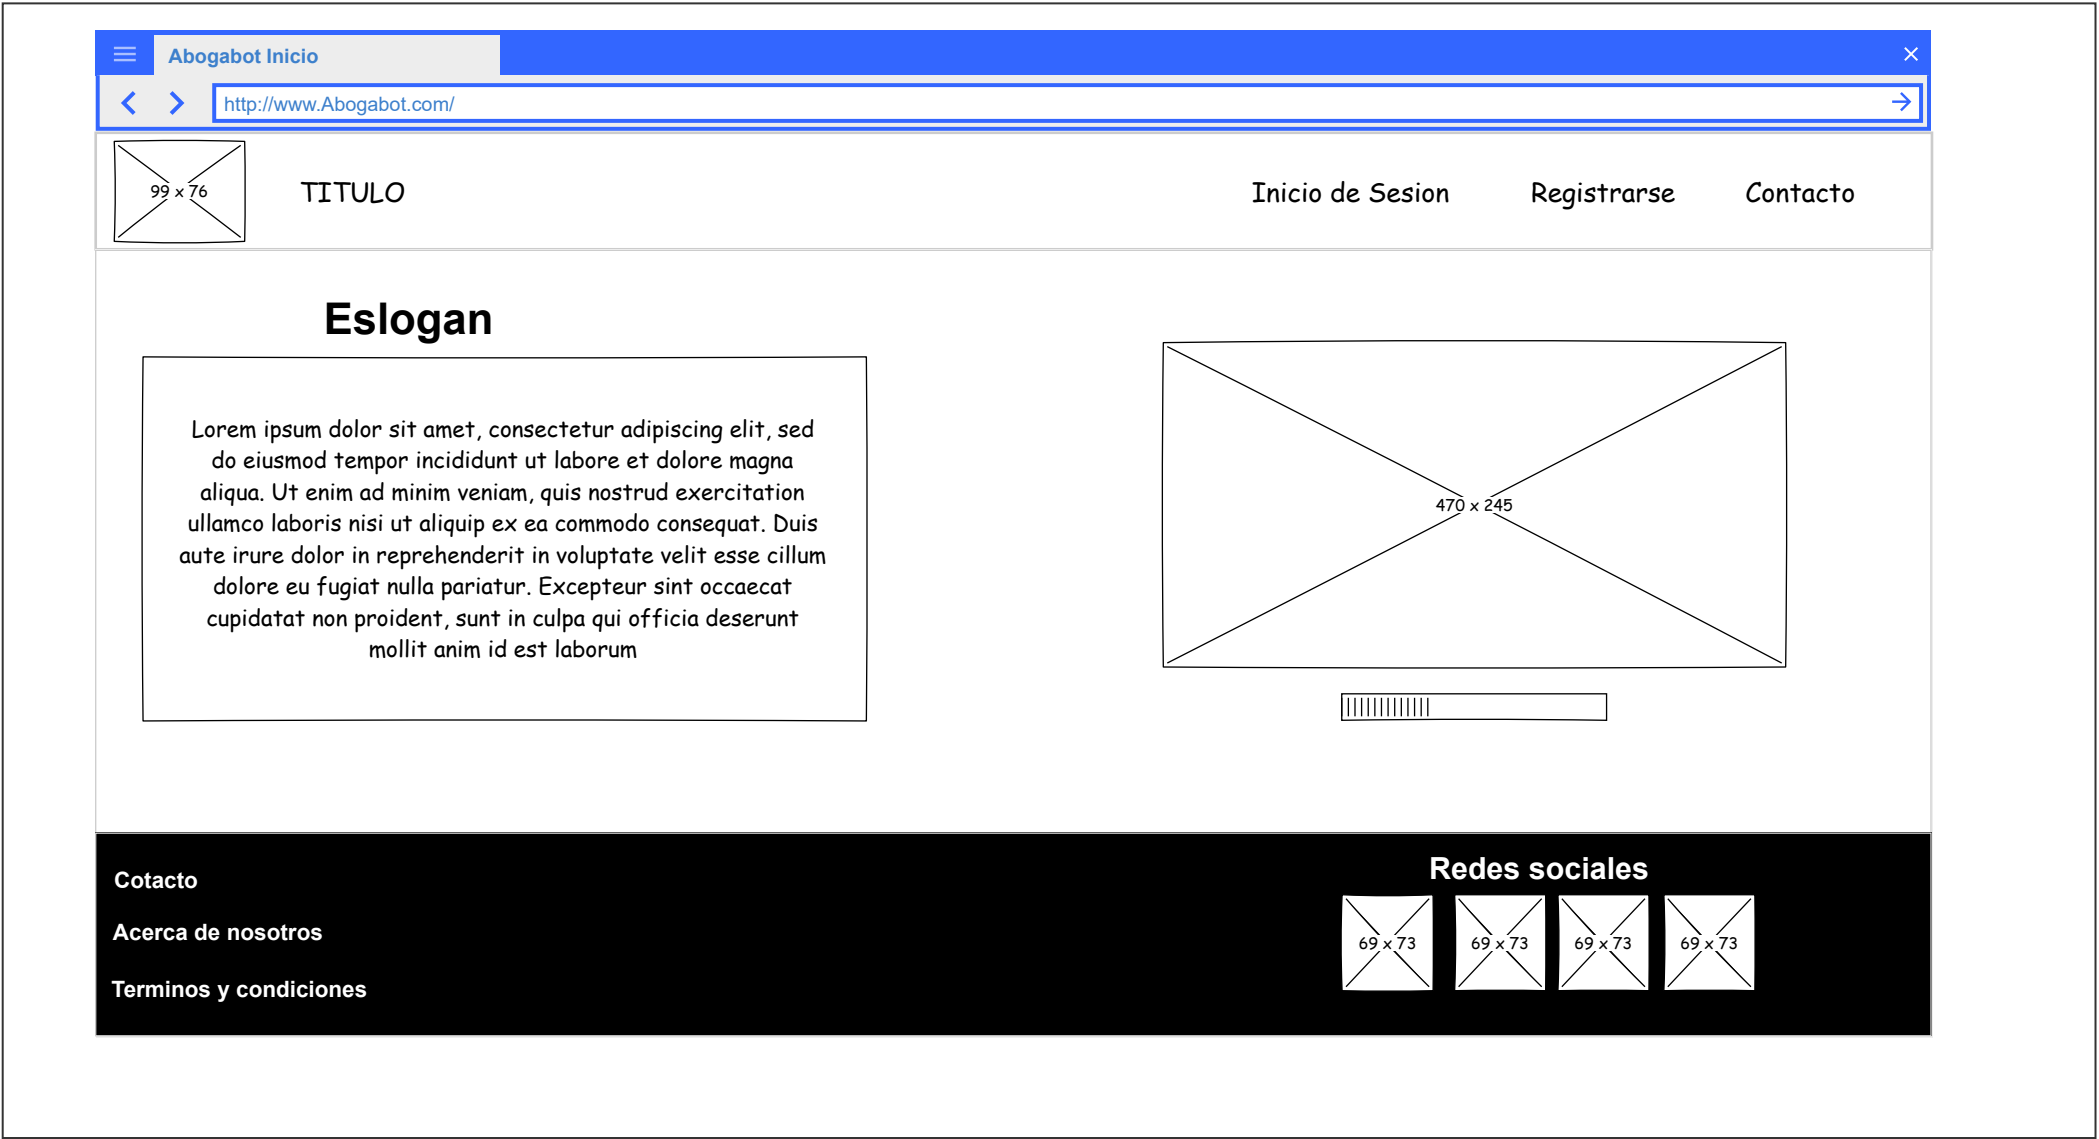 Abogabot Inicio
http://www.Abogabot.com/
99 x 76
TITULO
Inicio de Sesion
Registrarse
Contacto
Eslogan
Lorem ipsum dolor sit amet, consectetur adipiscing elit, sed
do eiusmod tempor incididunt ut labore et dolore magna
aliqua. Ut enim ad minim veniam, quis nostrud exercitation
ullamco laboris nisi ut aliquip ex ea commodo consequat. Duis
aute irure dolor in reprehenderit in voluptate velit esse cillum
dolore eu fugiat nulla pariatur. Excepteur sint occaecat
cupidatat non proident, sunt in culpa qui officia deserunt
mollit anim id est laborum
470 x 245
Cotacto
Acerca de nosotros
Terminos y condiciones
Redes sociales
69 x 73
69 x 73
69 x 73
69 x 73